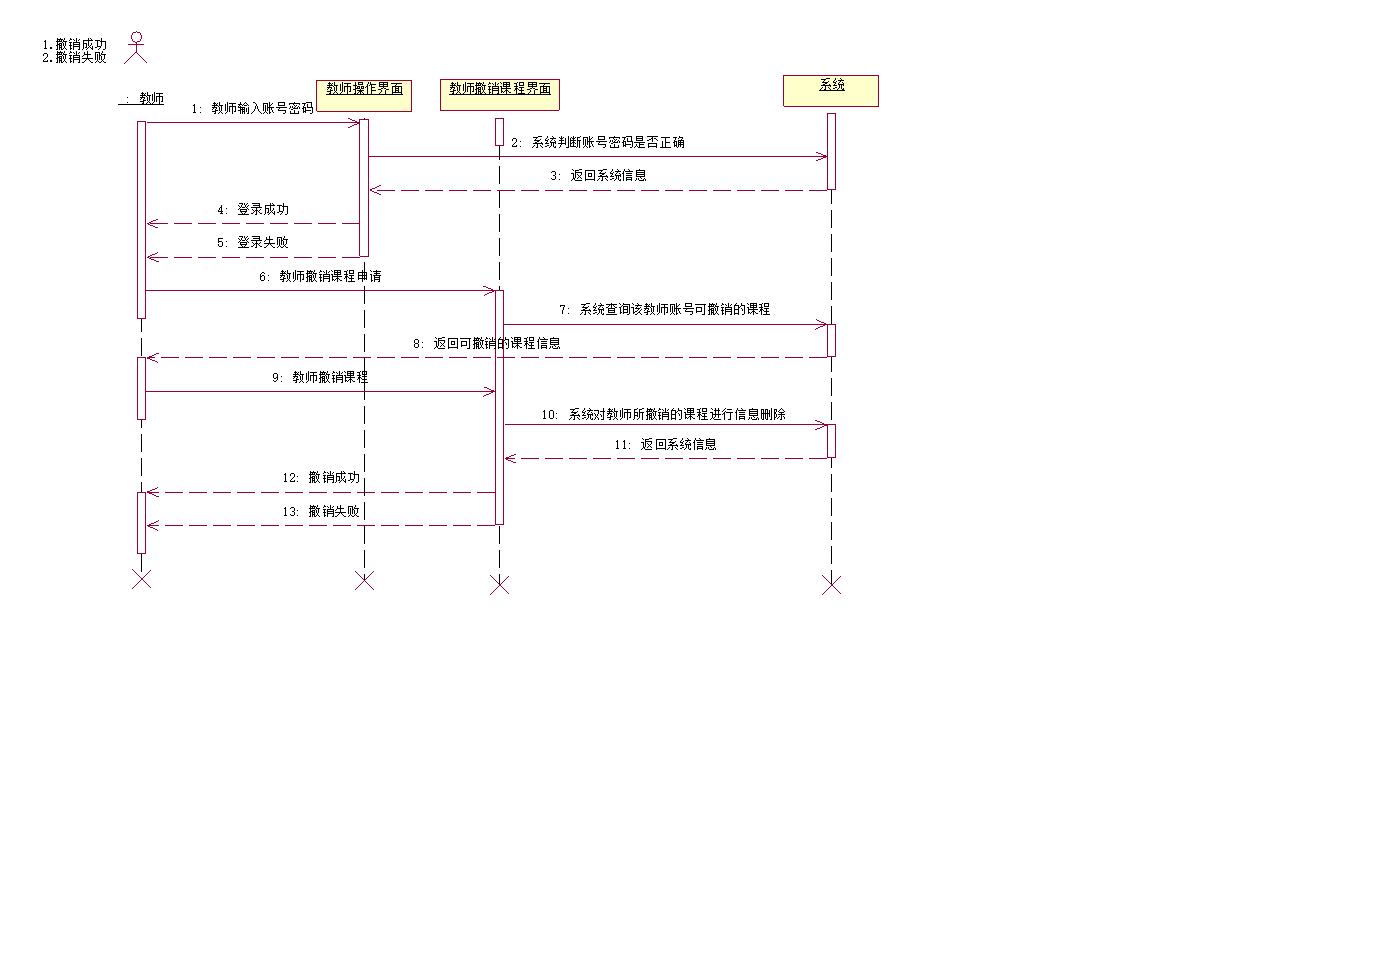 1.撤销成功
2.撤销失败
: 教师
教师操作界面
教师撤销课程界面
系统
1: 教师输入账号密码
2: 系统判断账号密码是否正确
3: 返回系统信息
4: 登录成功
5: 登录失败
6: 教师撤销课程申请
7: 系统查询该教师账号可撤销的课程
8: 返回可撤销的课程信息
9: 教师撤销课程
10: 系统对教师所撤销的课程进行信息删除
11: 返回系统信息
12: 撤销成功
13: 撤销失败